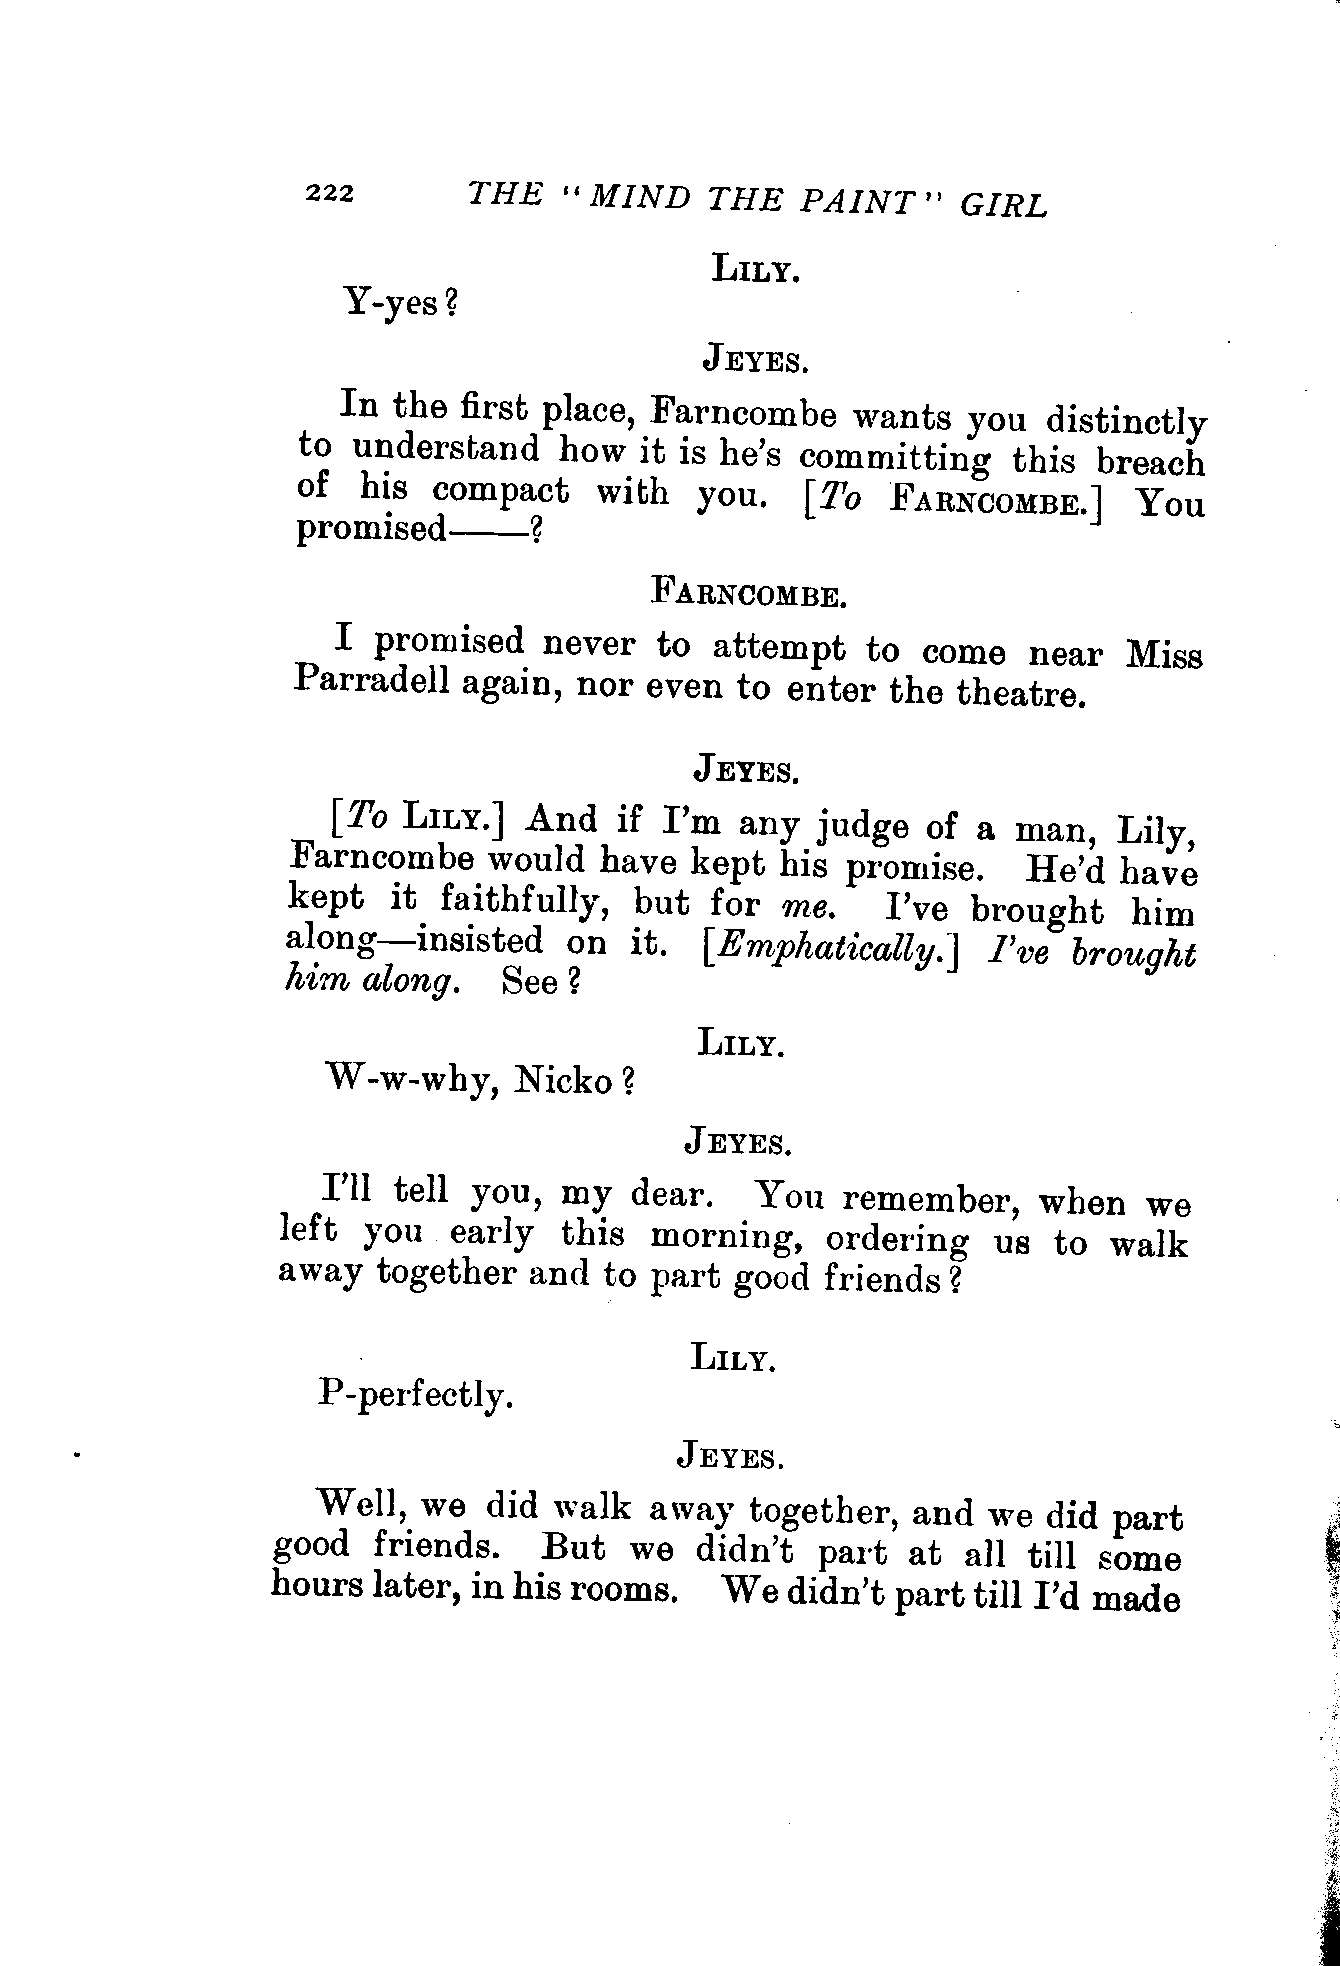 222 THE "MIND THE PAINT" GIRL
LILY.
Y-yes?
JEYES.
In the first place, Farncombe wants you distinctly
to understand how it is he's committing this breach
of his compact with you. [To FARNCOMBE.] You
promised——?
FARNCOMBE.
I promised never to attempt to come near Miss
Parradell again, nor even to enter the theatre.
JEYES.
[To LILY.] And if I'm any judge of a man, Lily,
Farncombe would have kept his promise. He'd have
kept it faithfully, but for me. I've brought him
along—insisted on it. [Emphatically.] I've brought
him along. See?
LILY.
W-w-why, Nicko?
JEYES.
I'll tell you, my dear. You remember, when we
left you early this morning, ordering us to walk
away together and to part good friends?
LILY.
P-perfectly.
JEYES.
Well, we did walk away together, and we did part
good friends. But we didn't part at all till some
hours later, in his rooms. We didn't part till I'd made